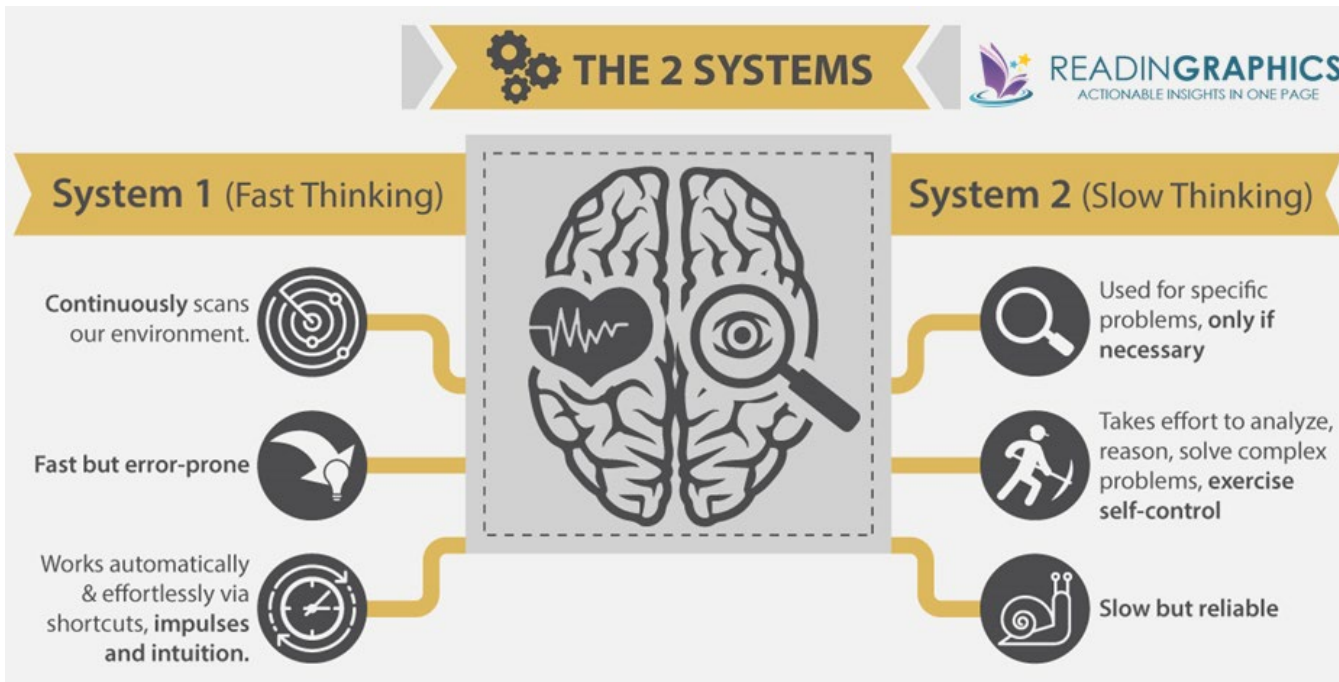 THE 2 SYSTEMS
READINGRAPHICS
ACTIONABLE INSIGHTS IN ONE PAGE
System 1 (Fast Thinking)
Continuously scans
our environment.
Fast but error-prone
Works automatically
& effortlessly via
shortcuts, impulses
and intuition.
System 2 (Slow Thinking)
Used for specific
problems, only if
necessary
Takes effort to analyze,
reason, solve complex
problems, exercise
self-control
Slow but reliable